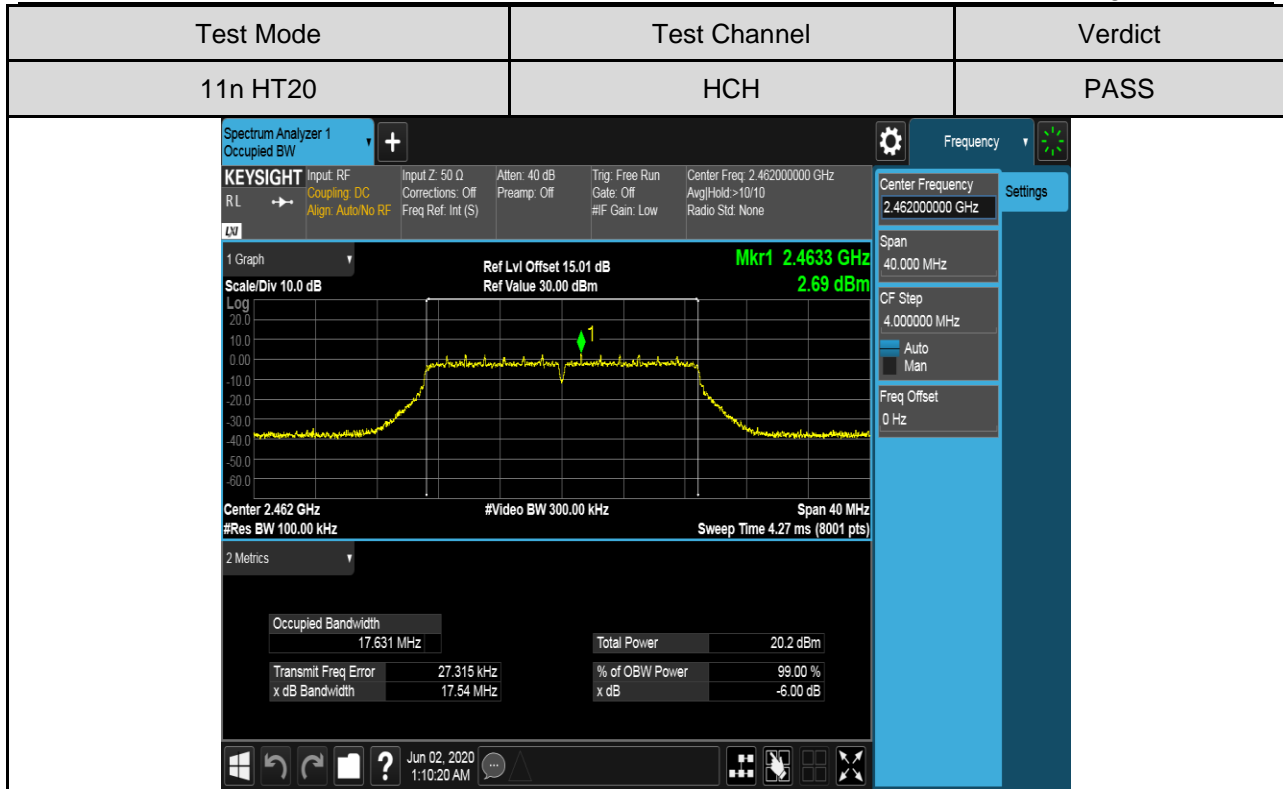 Test Mode Test Channel Verdict
11n HT20 HCH PASS
Spectrum Analyzer 1
Occupied BW
+
Frequency
KEYSIGHT Input: RF Input Z: 50 Ω Atten: 40 dB Trig: Free Run Center Freq: 2.462000000 GHz
Coupling: DC Corrections: Off Preamp: Off Gate: Off Avg|Hold:>10/10
RL Align: Auto/No RF Freq Ref: Int (S) #IF Gain: Low Radio Std: None
LXI
Center Frequency
2.462000000 GHz
Settings
Span
40.000 MHz
CF Step
4.000000 MHz
Auto
Man
Freq Offset
0 Hz
1 Graph
Ref Lvl Offset 15.01 dB
Mkr1 2.4633 GHz
Scale/Div 10.0 dB Ref Value 30.00 dBm 2.69 dBm
Log
20.0
10.0
1
0.00
-10.0
-20.0
-30.0
-40.0
-50.0
-60.0
Center 2.462 GHz #Video BW 300.00 kHz Span 40 MHz
#Res BW 100.00 kHz Sweep Time 4.27 ms (8001 pts)
2 Metrics
Occupied Bandwidth
17.631 MHz Total Power 20.2 dBm
Transmit Freq Error 27.315 kHz % of OBW Power 99.00 %
x dB Bandwidth 17.54 MHz x dB -6.00 dB
? Jun 02, 2020
1:10:20 AM